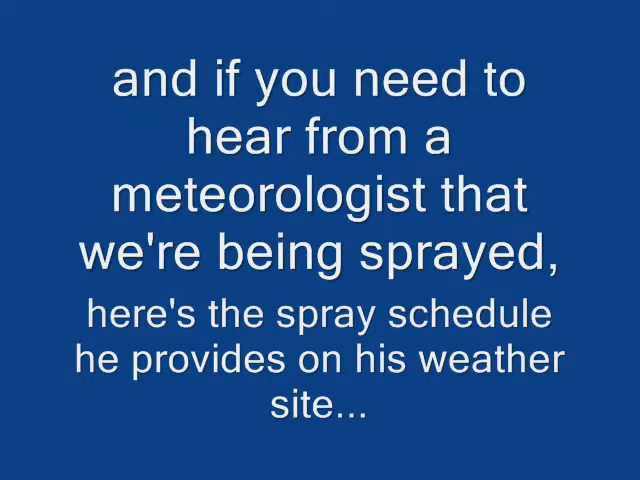 and if you need to
hear from a
meteorologist that
we're being sprayed,
here's the spray schedule
he provides on his weather
site...